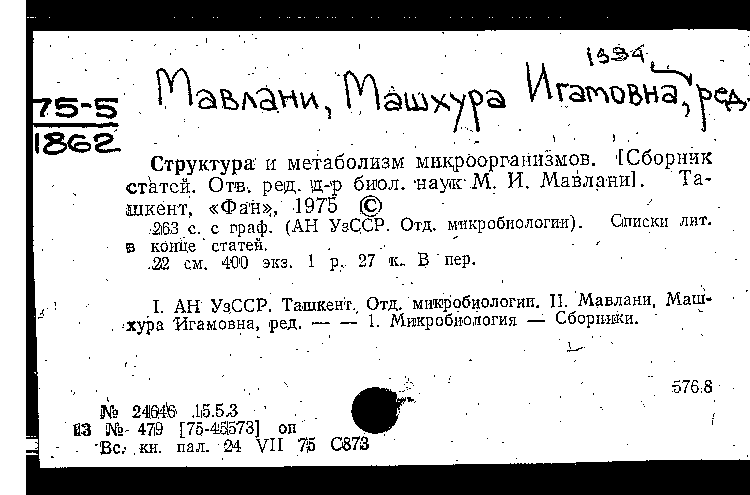 1934,
75-5
1862
Мавлани, Машхура Игамовна, ред.
Структура и метаболизм микроорганизмов. [Сборник
статей. Отв. ред. д-р биол. наук М. И. Мавлани]. Та-
шкент, «Фан», 1975 ©
263 с. с граф. (АН УзССР. Отд. микробиологии). Списки лит.
в конце статей.
22 см. 400 экз. 1 р. 27 к. В пер.
I. АН УзССР. Ташкент. Отд. микробиологии. II. Мавлани, Маш-
хура Игамовна, ред. — — 1. Микробиология — Сборники.
576.8
№ 24646 15.5.3
13 № 479 [75-45573] оп
Вс. кн. пал. 24 VII 75 С873